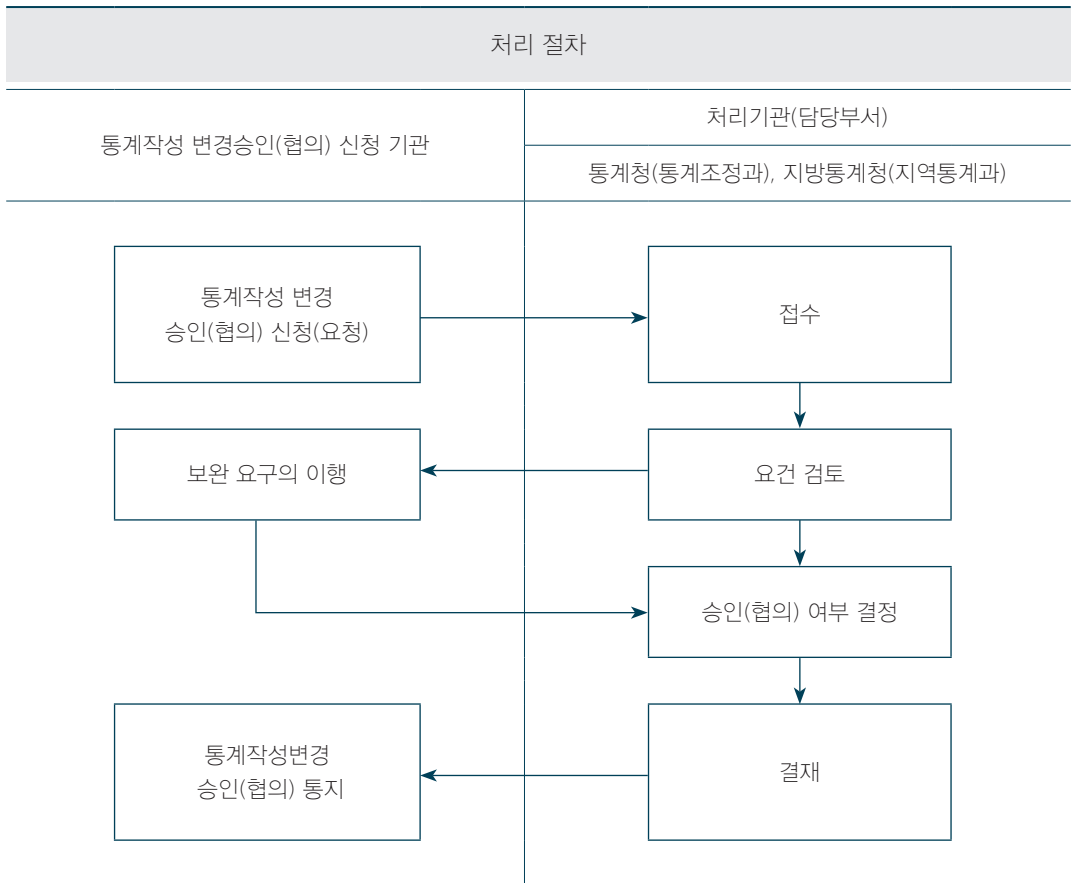 처리 절차
통계작성 변경승인(협의) 신청 기관
처리기관(담당부서)
통계청(통계조정과), 지방통계청(지역통계과)
통계작성 변경
승인(협의) 신청(요청)
접수
보완 요구의 이행
요건 검토
승인(협의) 여부 결정
통계작성변경
승인(협의) 통지
결재